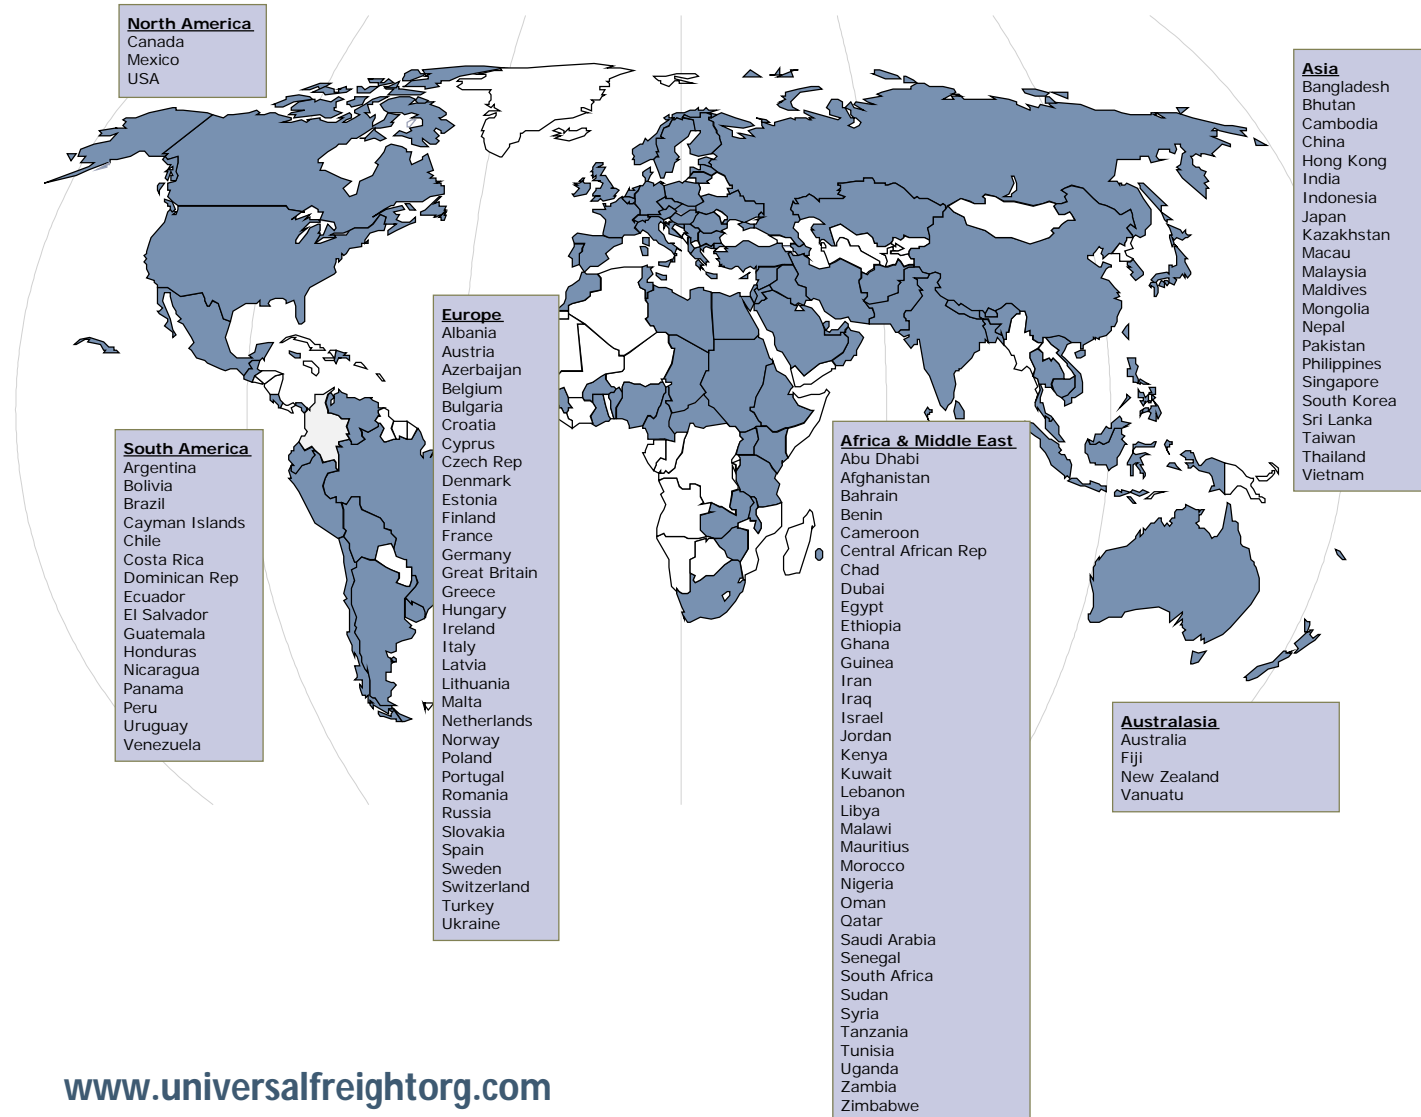 North America
Canada
Mexico
USA
Asia
Bangladesh
Bhutan
Cambodia
China
Hong Kong
India
Indonesia
Japan
Kazakhstan
Macau
Malaysia
Maldives
Mongolia
Nepal
Pakistan
Philippines
Singapore
South Korea
Sri Lanka
Taiwan
Thailand
Vietnam
Europe
Albania
Austria
Azerbaijan
Belgium
Bulgaria
Croatia
Cyprus
Czech Rep
Denmark
Estonia
Finland
France
Germany
Great Britain
Greece
Hungary
Ireland
Italy
Latvia
Lithuania
Malta
Netherlands
Norway
Poland
Portugal
Romania
Russia
Slovakia
Spain
Sweden
Switzerland
Turkey
Ukraine
South America
Argentina
Bolivia
Brazil
Cayman Islands
Chile
Costa Rica
Dominican Rep
Ecuador
El Salvador
Guatemala
Honduras
Nicaragua
Panama
Peru
Uruguay
Venezuela
Africa & Middle East
Abu Dhabi
Afghanistan
Bahrain
Benin
Cameroon
Central African Rep
Chad
Dubai
Egypt
Ethiopia
Ghana
Guinea
Iran
Iraq
Israel
Jordan
Kenya
Kuwait
Lebanon
Libya
Malawi
Mauritius
Morocco
Nigeria
Oman
Qatar
Saudi Arabia
Senegal
South Africa
Sudan
Syria
Tanzania
Tunisia
Uganda
Zambia
Zimbabwe
Australasia
Australia
Fiji
New Zealand
Vanuatu
www.universalfreightorg.com